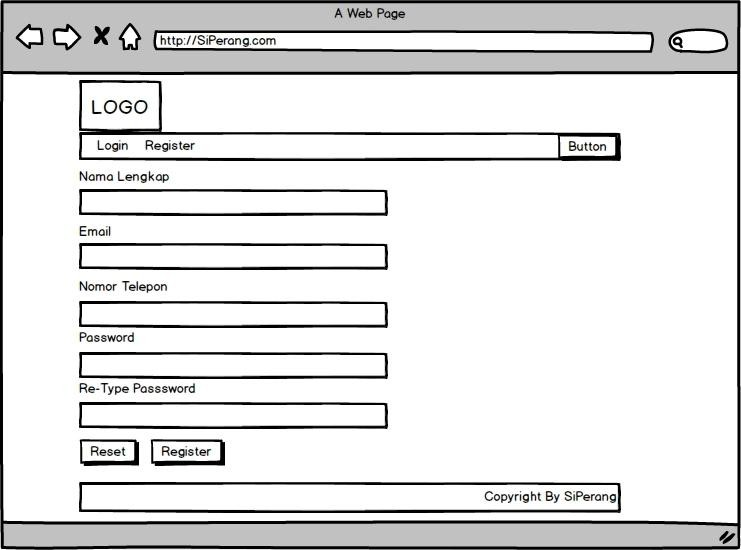 A Web Page
http://SiPerang.com
LOGO
Login Register Button
Nama Lengkap
Email
Nomor Telepon
Password
Re-Type Passsword
Reset Register
Copyright By SiPerang